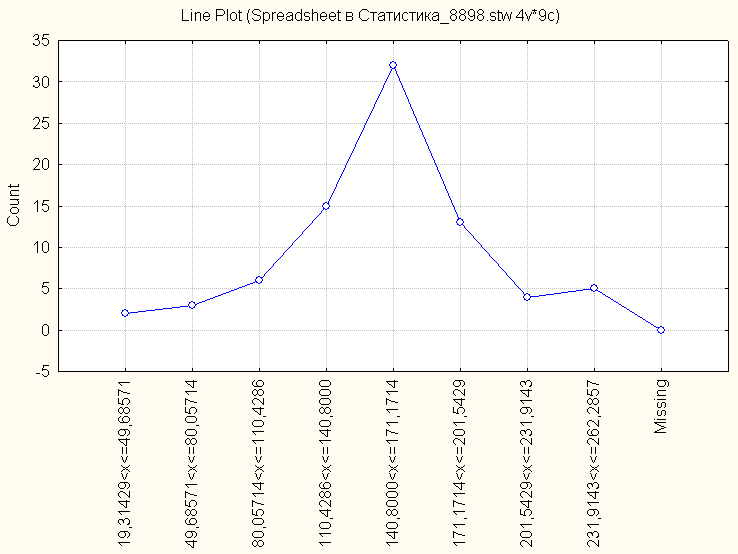 Line Plot (Spreadsheet в Статистика_8898.stw 4v*9c)
35
30
25
20
15
10
5
0
-5
Count
19,31429<x<=49,68571
49,68571<x<=80,05714
80,05714<x<=110,4286
110,4286<x<=140,8000
140,8000<x<=171,1714
171,1714<x<=201,5429
201,5429<x<=231,9143
231,9143<x<=262,2857
Missing